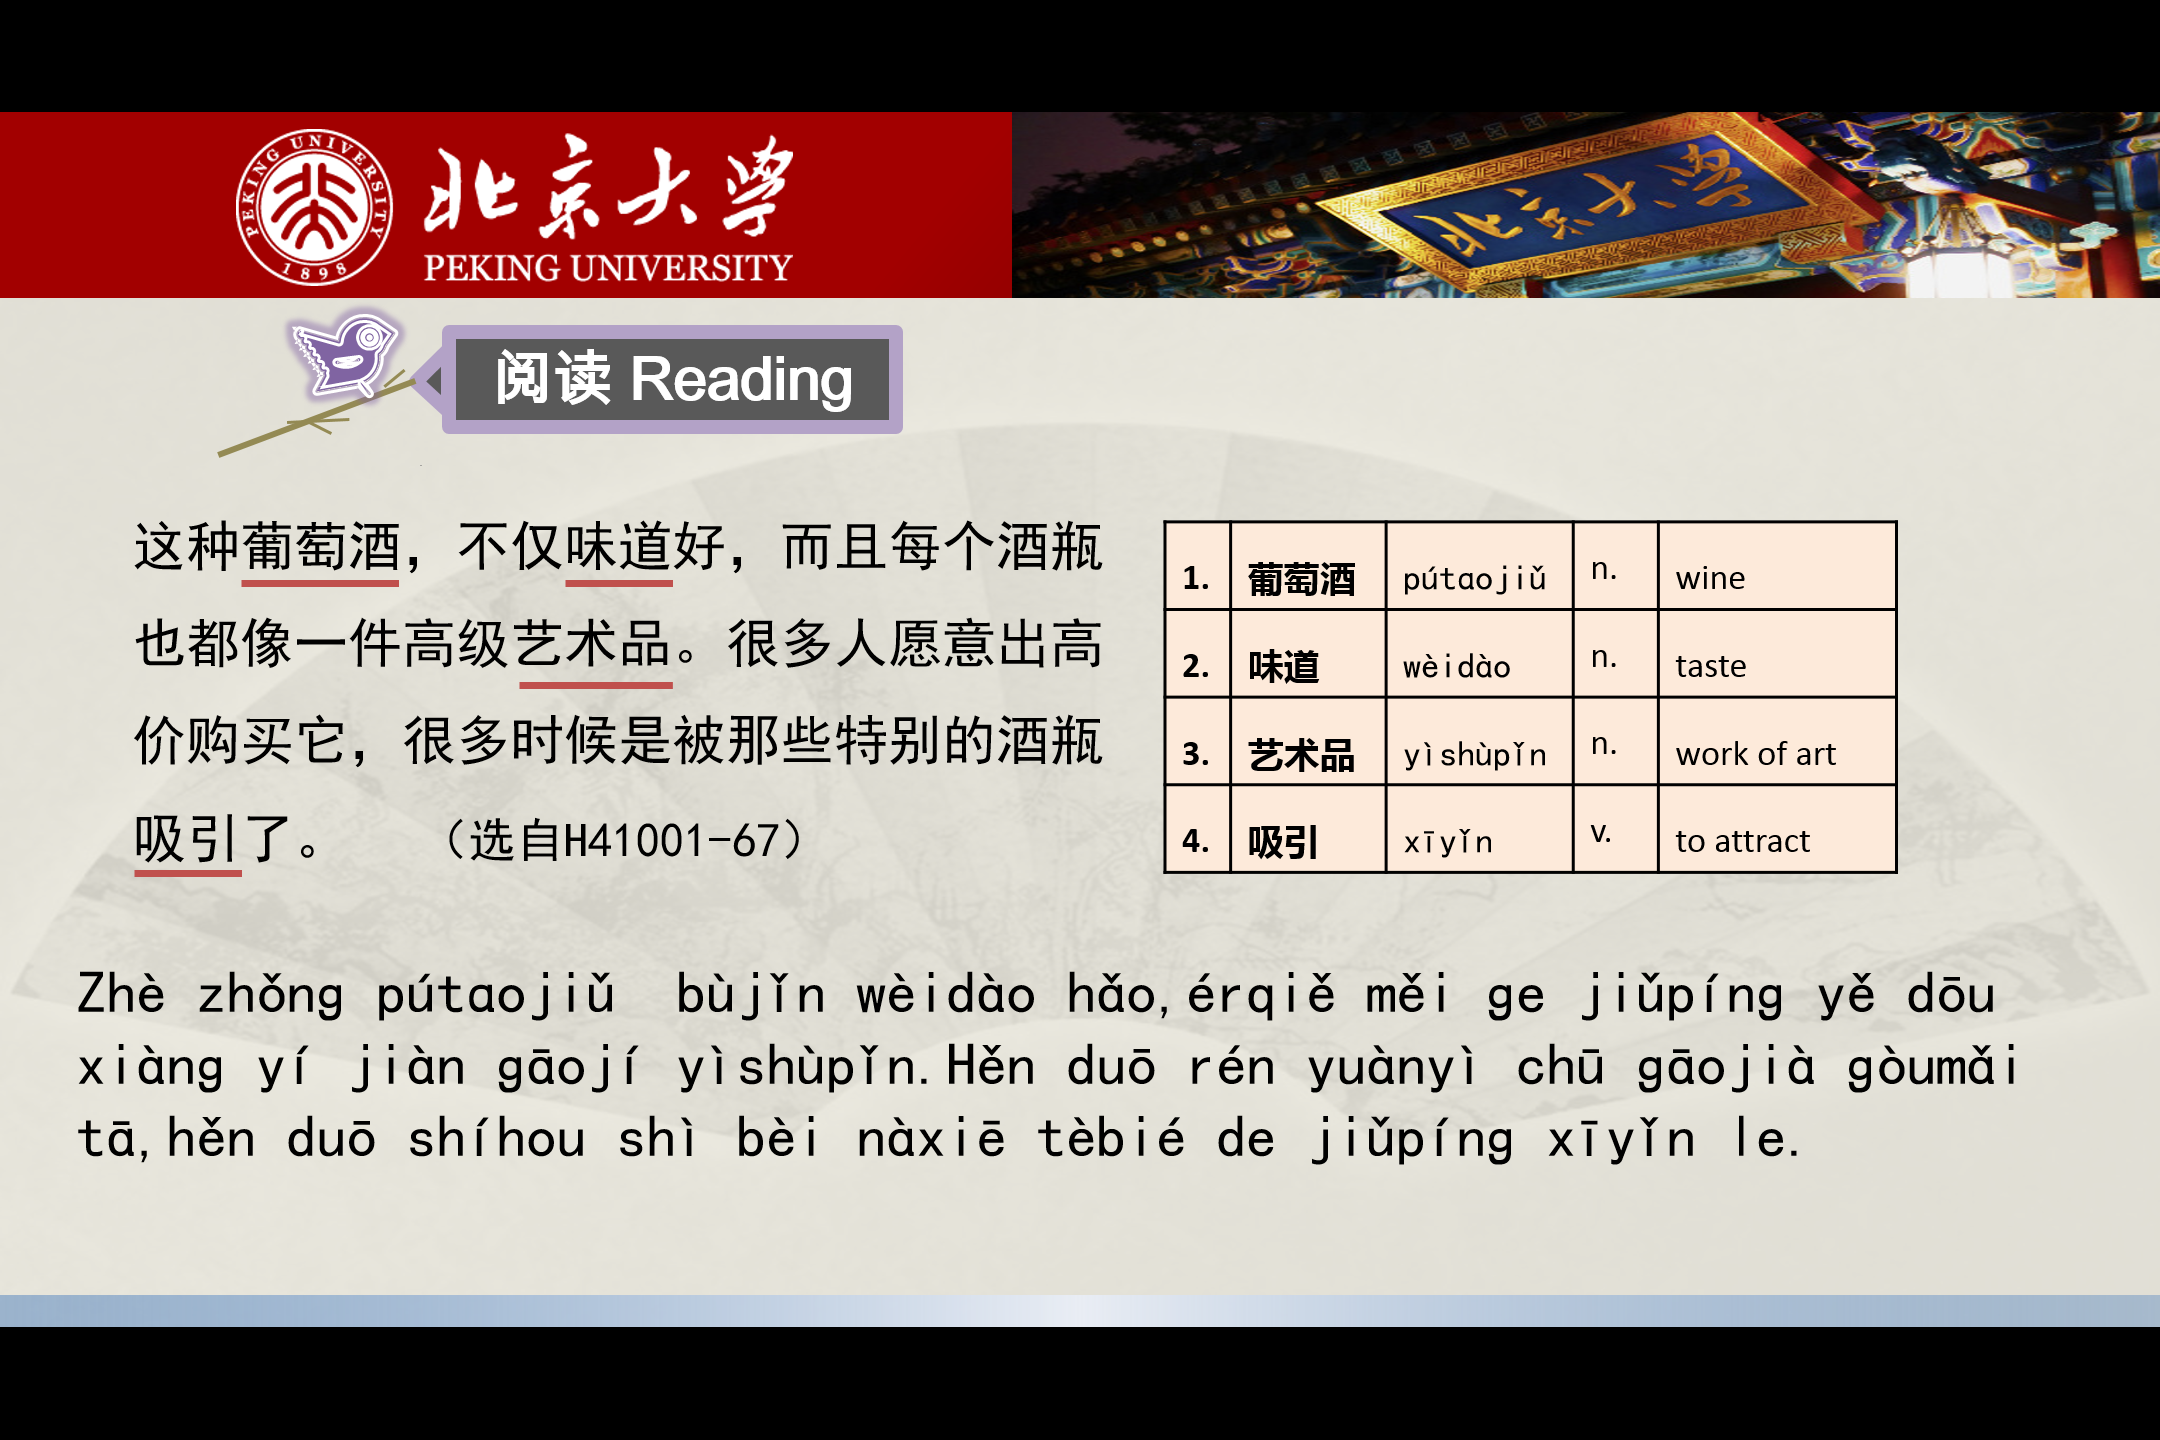 PEKING UNIVERSITY
1898
北京大学
PEKING UNIVERSITY
北京大学
阅读 Reading
这种葡萄酒，不仅味道好，而且每个酒瓶
也都像一件高级艺术品。很多人愿意出高
价购买它，很多时候是被那些特别的酒瓶
吸引了。 （选自H41001-67）
1. 葡萄酒 pútaojiǔ n. wine
2. 味道 wèidào n. taste
3. 艺术品 yìshùpǐn n. work of art
4. 吸引 xīyǐn v. to attract
Zhè zhǒng pútaojiǔ bùjǐn wèidào hǎo,érqiě měi ge jiǔpíng yě dōu
xiàng yí jiàn gāojí yìshùpǐn.Hěn duō rén yuànyì chū gāojià gòumǎi
tā,hěn duō shíhou shì bèi nàxiē tèbié de jiǔpíng xīyǐn le.